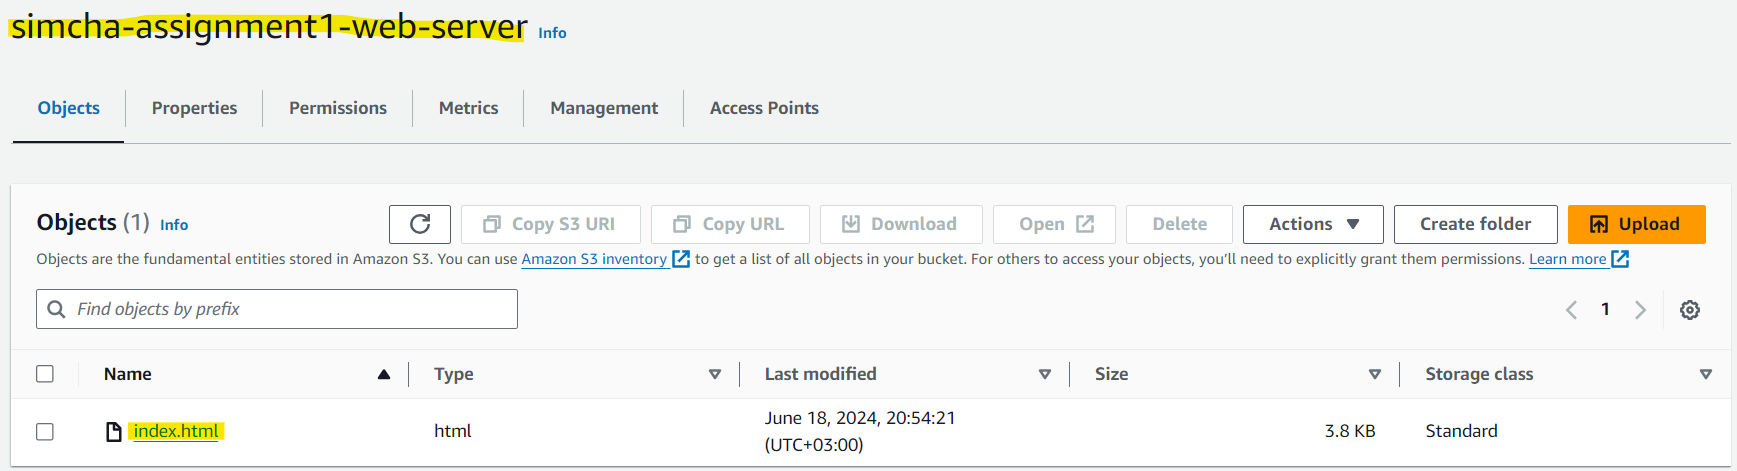 simcha-assignment1-web-server Info
Objects Properties Permissions Metrics Management Access Points
Objects (1) Info Copy S3 URI Copy URL Download Open Delete Actions Create folder Upload
Objects are the fundamental entities stored in Amazon S3. You can use Amazon S3 inventory to get a list of all objects in your bucket. For others to access your objects, you'll need to explicitly grant them permissions. Learn more
Find objects by prefix 1
Name Type Last modified Size Storage class
index.html html June 18, 2024, 20:54:21 (UTC+03:00) 3.8 KB Standard